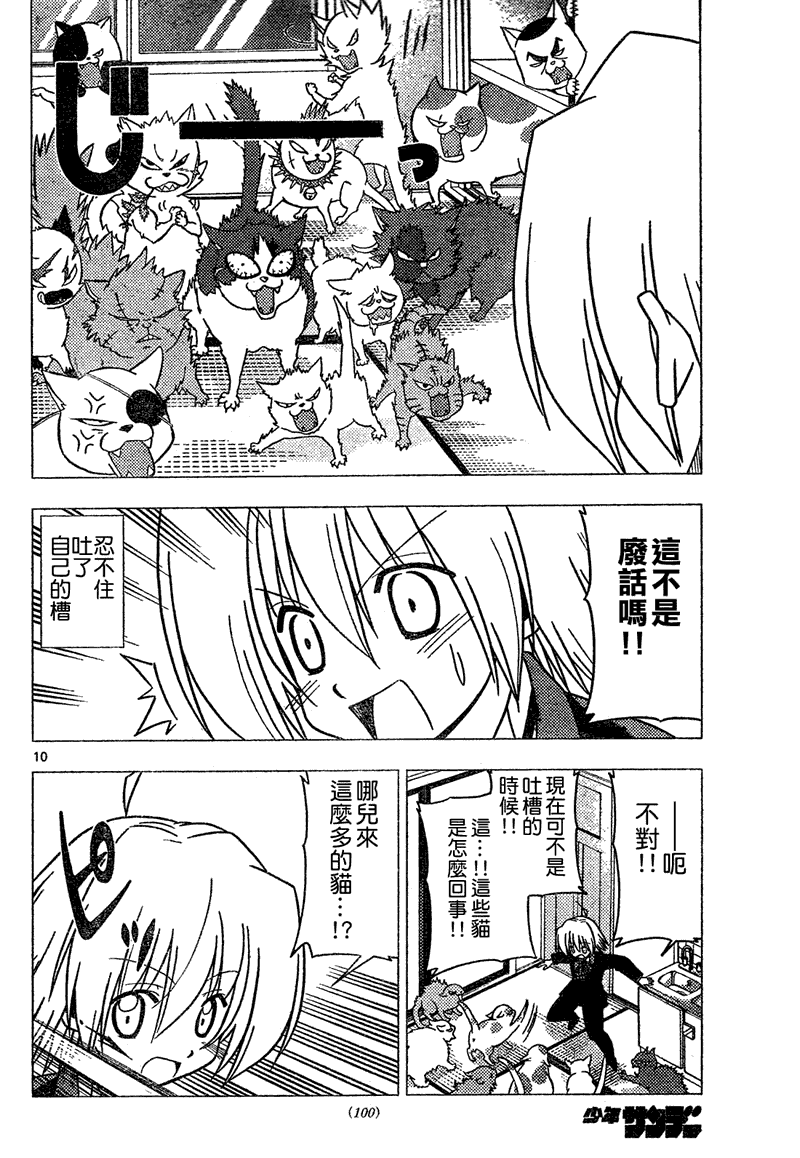 じーっ
這不是
廢話嗎!!
忍不住
吐了
自己的槽
10
——呃
不對!!
現在可不是
吐槽的
時候!!
這…!!這些貓
是怎麼回事!!
哪兒來
這麼多的貓…!?
ピ
(100)
少年サンデー